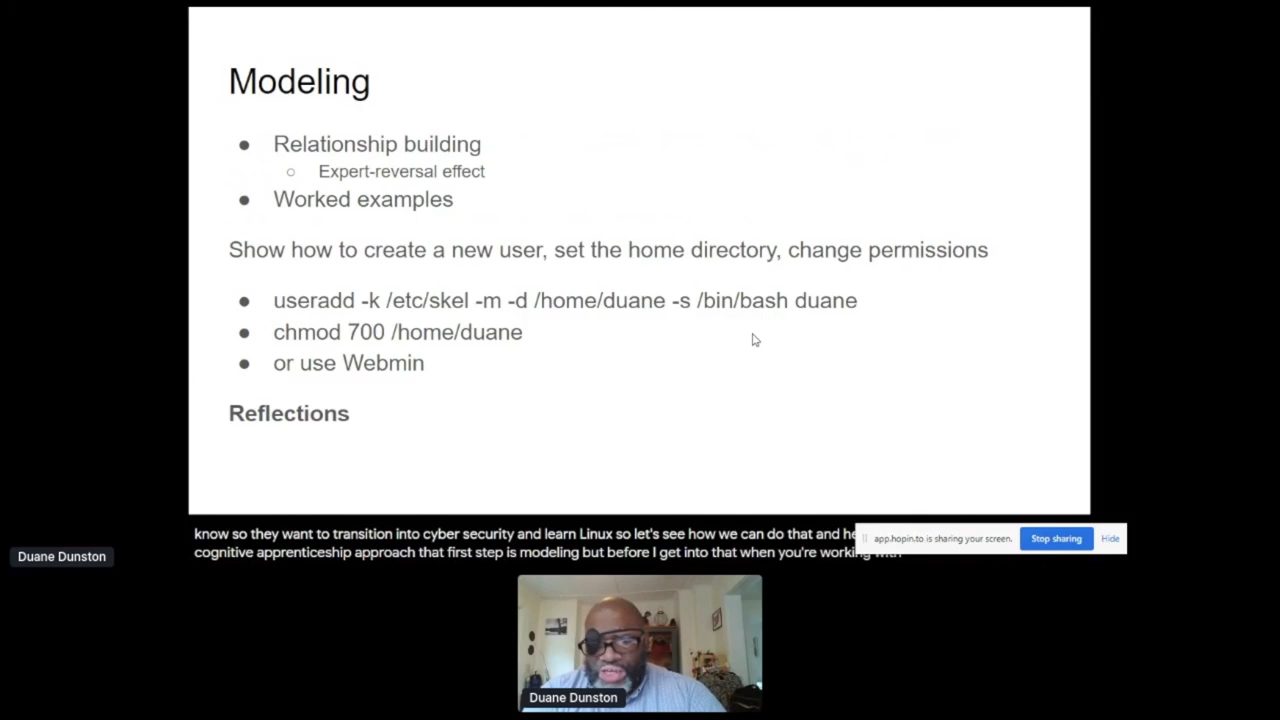 Modeling
● Relationship building
○ Expert-reversal effect
● Worked examples
Show how to create a new user, set the home directory, change permissions
● useradd -k /etc/skel -m -d /home/duane -s /bin/bash duane
● chmod 700 /home/duane
● or use Webmin
Reflections
know so they want to transition into cyber security and learn Linux so let's see how we can do that and
cognitive apprenticeship approach that first step is modeling but before I get into that when you're working
app.hopin.to is sharing your screen.
Stop sharing
Hide
Duane Dunston
Duane Dunston